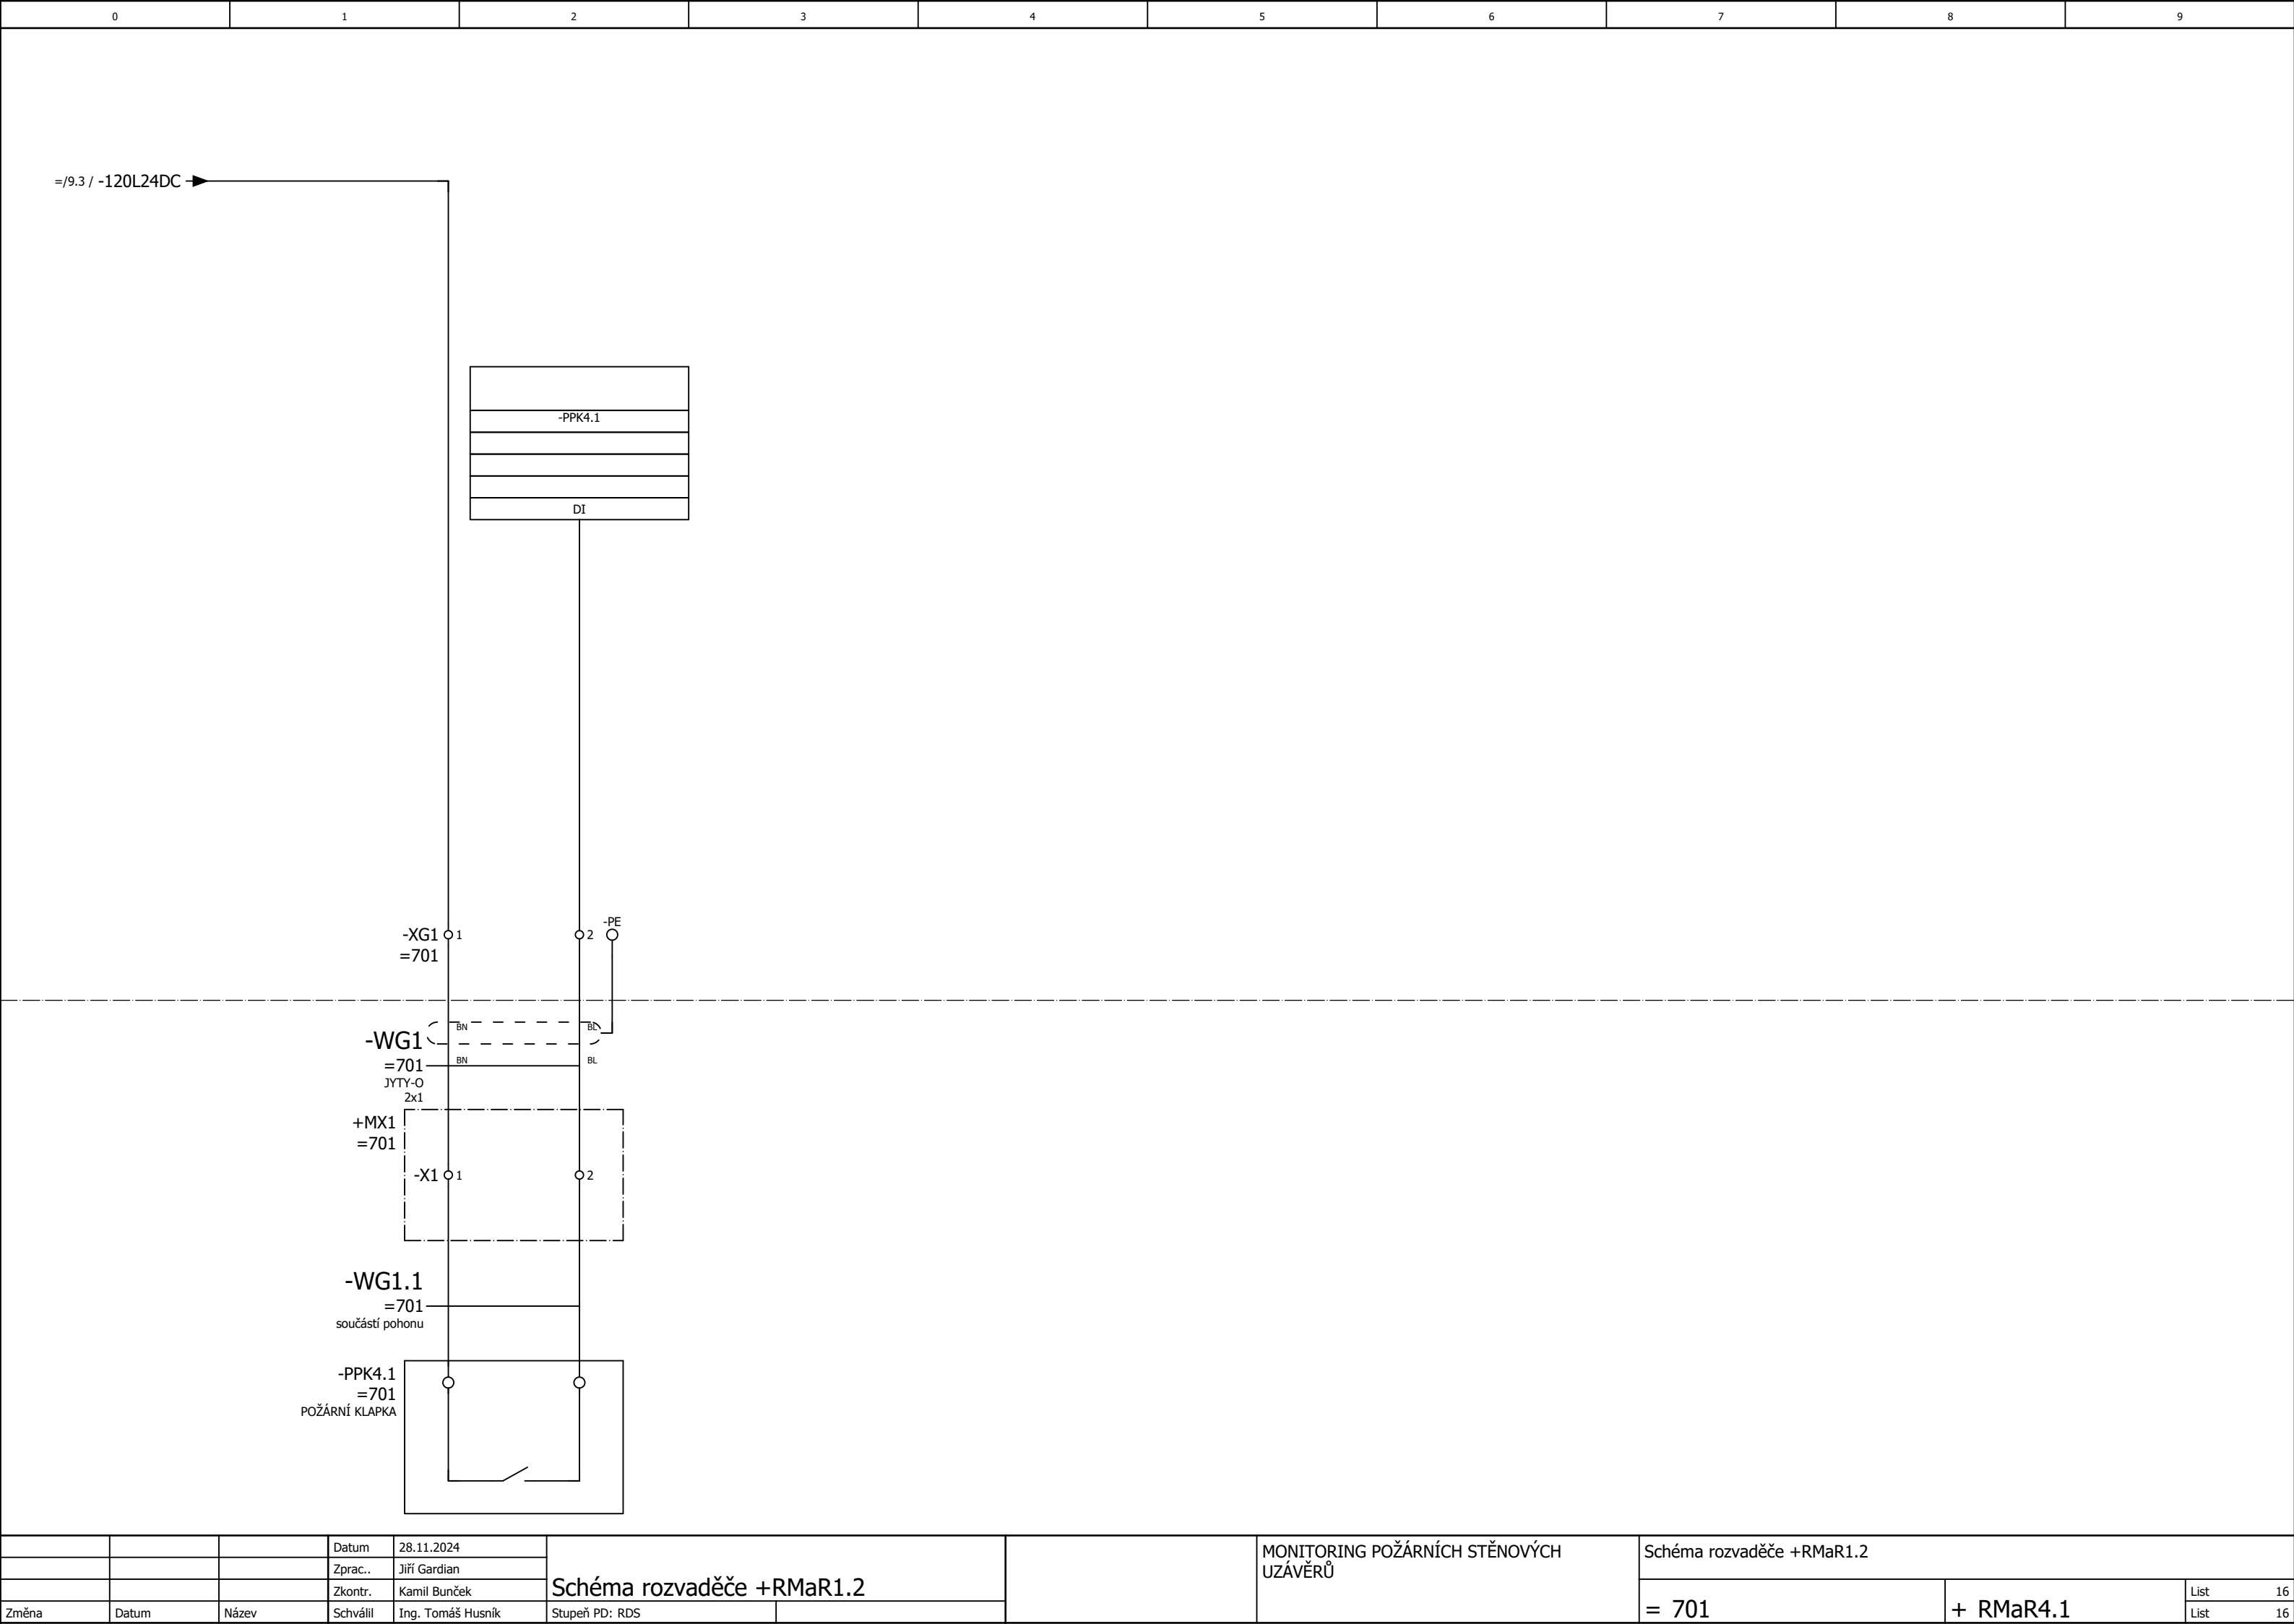 0 1 2 3 4 5 6 7 8 9
=/9.3 / -120L24DC
-PPK4.1
DI
-PE
-XG1 1 2
=701
BN BL
-WG1
=701 BN BL
JYTY-O
2x1
+MX1
=701
-X1 1 2
-WG1.1
=701
součástí pohonu
-PPK4.1
=701
POŽÁRNÍ KLAPKA
Datum 28.11.2024
Zprac.. Jiří Gardian
Zkontr. Kamil Bunček
Změna Datum Název Schválil Ing. Tomáš Husník
Schéma rozvaděče +RMaR1.2
Stupeň PD: RDS
MONITORING POŽÁRNÍCH STĚNOVÝCH
UZÁVĚRŮ
Schéma rozvaděče +RMaR1.2
= 701 + RMaR4.1
List 16
List 16